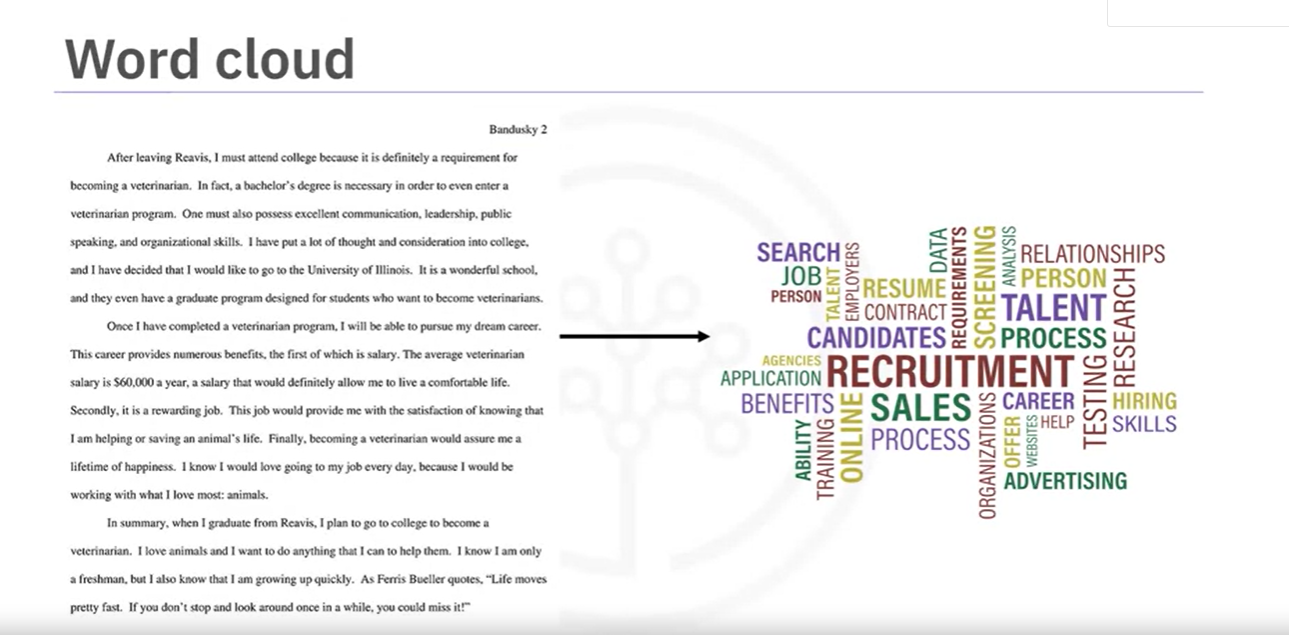 Word cloud
Bandusky 2
After leaving Reavis, I must attend college because it is definitely a requirement for
becoming a veterinarian. In fact, a bachelor's degree is necessary in order to even enter a
veterinarian program. One must also possess excellent communication, leadership, public
speaking, and organizational skills. I have put a lot of thought and consideration into college,
and I have decided that I would like to go to the University of Illinois. It is a wonderful school,
and they even have a graduate program designed for students who want to become veterinarians.
Once I have completed a veterinarian program, I will be able to pursue my dream career.
This career provides numerous benefits, the first of which is salary. The average veterinarian
salary is $60,000 a year, a salary that would definitely allow me to live a comfortable life.
Secondly, it is a rewarding job. This job would provide me with the satisfaction of knowing that
I am helping or saving an animal's life. Finally, becoming a veterinarian would assure me a
lifetime of happiness. I know I would love going to my job every day, because I would be
working with what I love most: animals.
In summary, when I graduate from Reavis, I plan to go to college to become a
veterinarian. I love animals and I want to do anything that I can to help them. I know I am only
a freshman, but I also know that I am growing up quickly. As Ferris Bueller quotes, "Life moves
pretty fast. If you don't stop and look around once in a while, you could miss it!"
SEARCH
JOB
PERSON
TALENT
EMPLOYERS
RESUME
CONTRACT
CANDIDATES
DATA
REQUIREMENTS
SCREENING
ANALYSIS
RELATIONSHIPS
PERSON
TALENT
PROCESS
RESEARCH
AGENCIES
APPLICATION
RECRUITMENT
BENEFITS
ONLINE
SALES
PROCESS
ABILITY
TRAINING
ORGANIZATIONS
CAREER
OFFER
WEBSITES
HELP
TESTING
HIRING
SKILLS
ADVERTISING